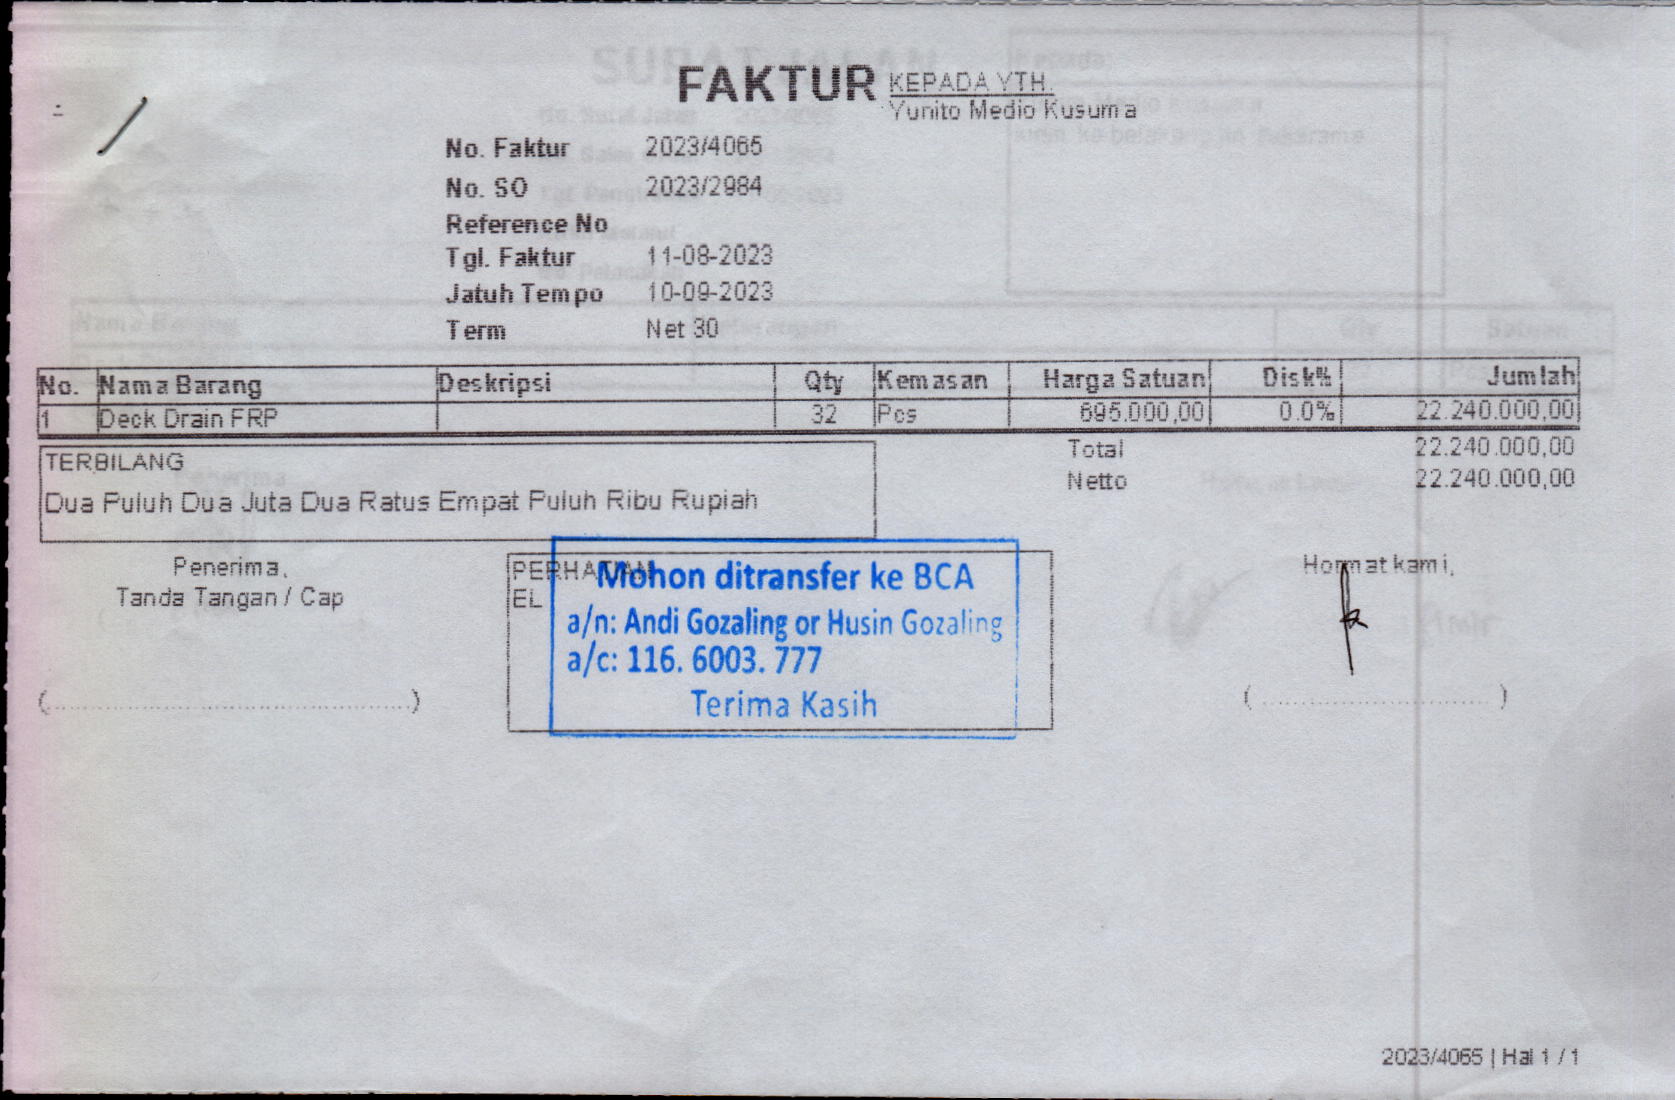 FAKTUR
KEPADA YTH.
Yunito Medio Kusuma
No. Faktur 2023/4065
No. SO 2023/2984
Reference No
Tgl. Faktur 11-08-2023
Jatuh Tempo 10-09-2023
Term Net 30
No. Nama Barang Deskripsi Qty Kemasan Harga Satuan Disk% Jumlah
1 Deck Drain FRP 32 Pcs 695.000,00 0.0% 22.240.000,00
Total 22.240.000,00
Netto 22.240.000,00
TERBILANG
Dua Puluh Dua Juta Dua Ratus Empat Puluh Ribu Rupiah
Penerima,
Tanda Tangan / Cap
(........................................)
PERHATIAN
EL
Mohon ditransfer ke BCA
a/n: Andi Gozaling or Husin Gozaling
a/c: 116. 6003. 777
Terima Kasih
Hormat kami,
(........................................)
2023/4065 | Hal 1 / 1